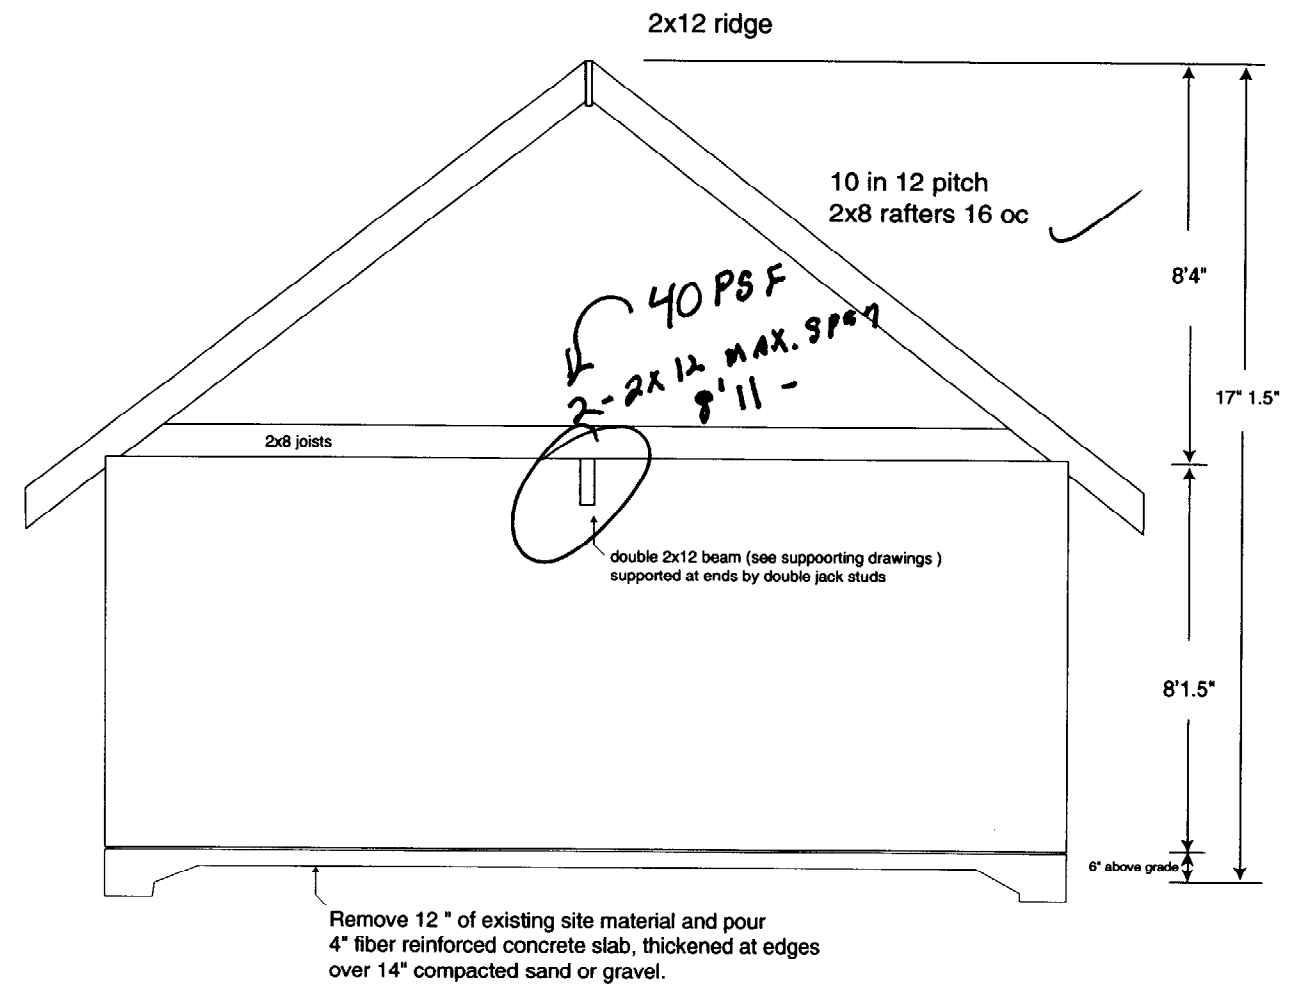 2x12 ridge
10 in 12 pitch
2x8 rafters 16 oc
8'4"
40 PSF
2-2X12 MAX. SPAN
8'11-
17" 1.5"
2x8 joists
double 2x12 beam (see suppoorting drawings )
supported at ends by double jack studs
8'1.5"
6" above grade
Remove 12 " of existing site material and pour
4" fiber reinforced concrete slab, thickened at edges
over 14" compacted sand or gravel.